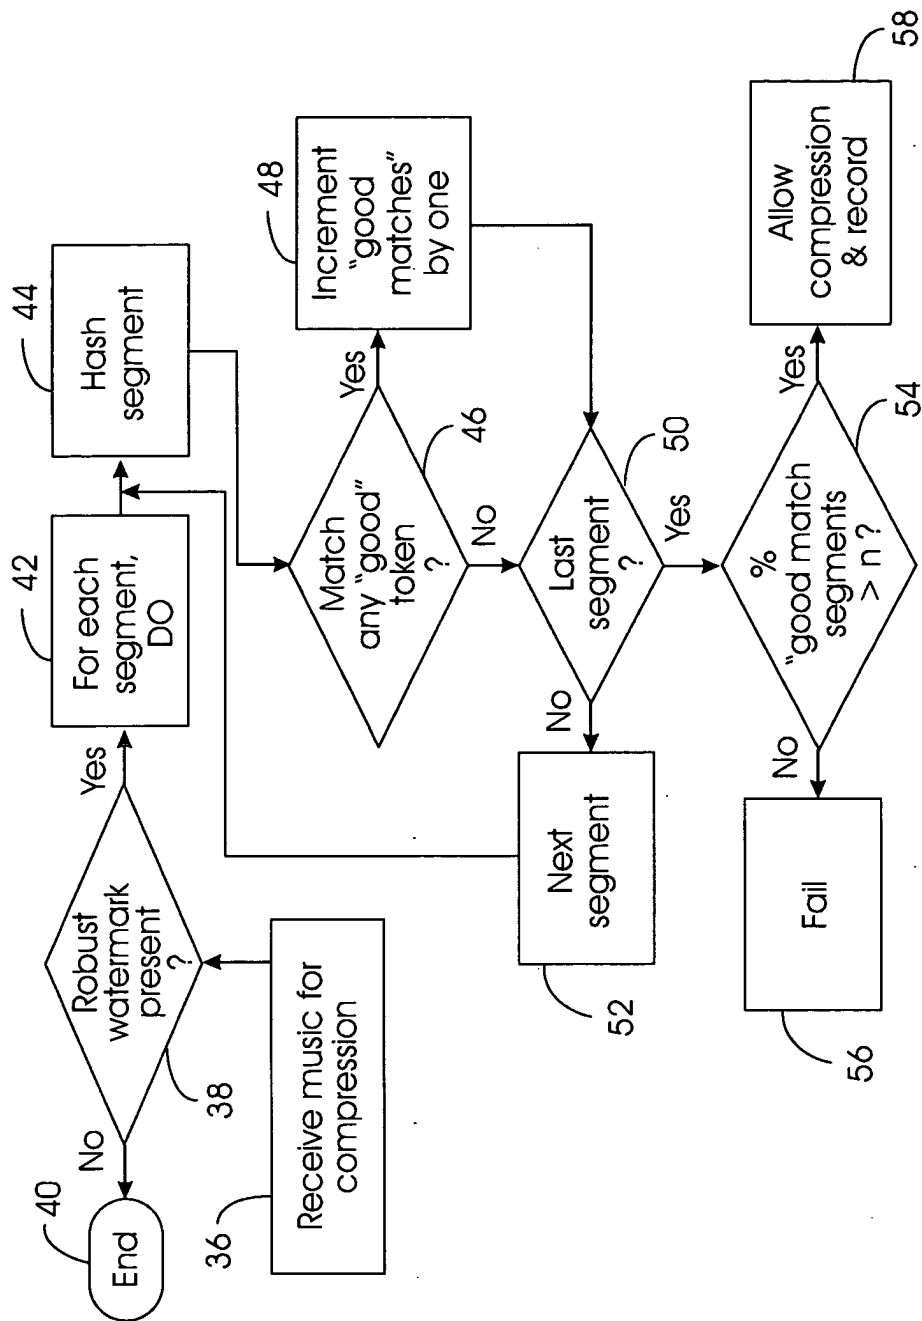 36
Receive music for
compression
Robust
watermark
present
?
38
No
40
End
Yes
42
For each
segment,
DO
44
Hash
segment
Match
any "good"
token
?
46
Yes
48
Increment
"good
matches"
by one
No
Last
segment
?
50
No
Next
segment
52
Yes
%
"good match
segments
> n ?
54
No
Fail
56
Yes
Allow
compression
& record
58